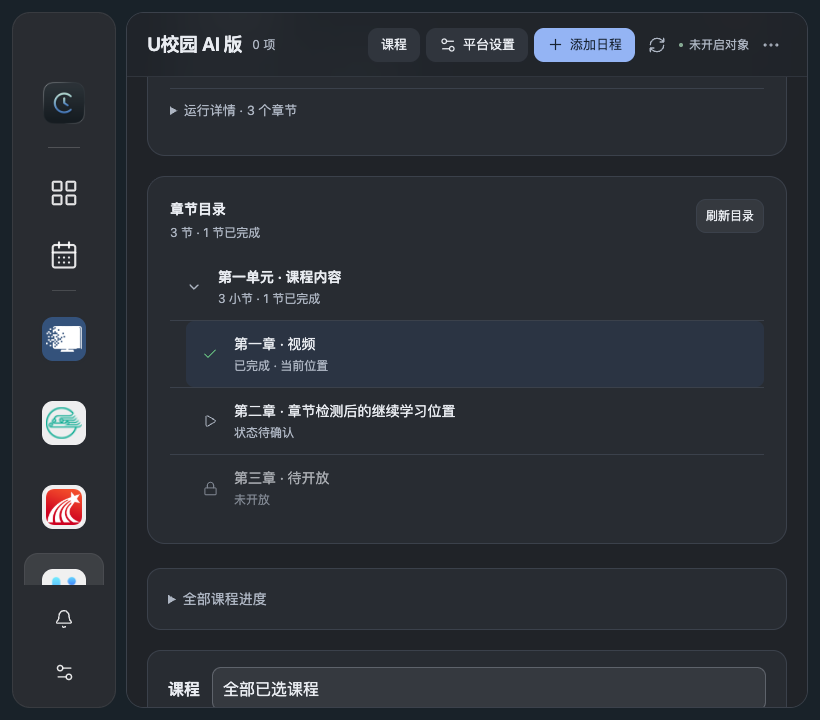 U校园 AI 版 0 项 课程 平台设置 添加日程 未开启对象
运行详情 · 3 个章节
章节目录 刷新目录
3 节 · 1 节已完成
第一单元 · 课程内容
3 小节 · 1 节已完成
第一章 · 视频
已完成 · 当前位置
第二章 · 章节检测后的继续学习位置
状态待确认
第三章 · 待开放
未开放
全部课程进度
课程 全部已选课程